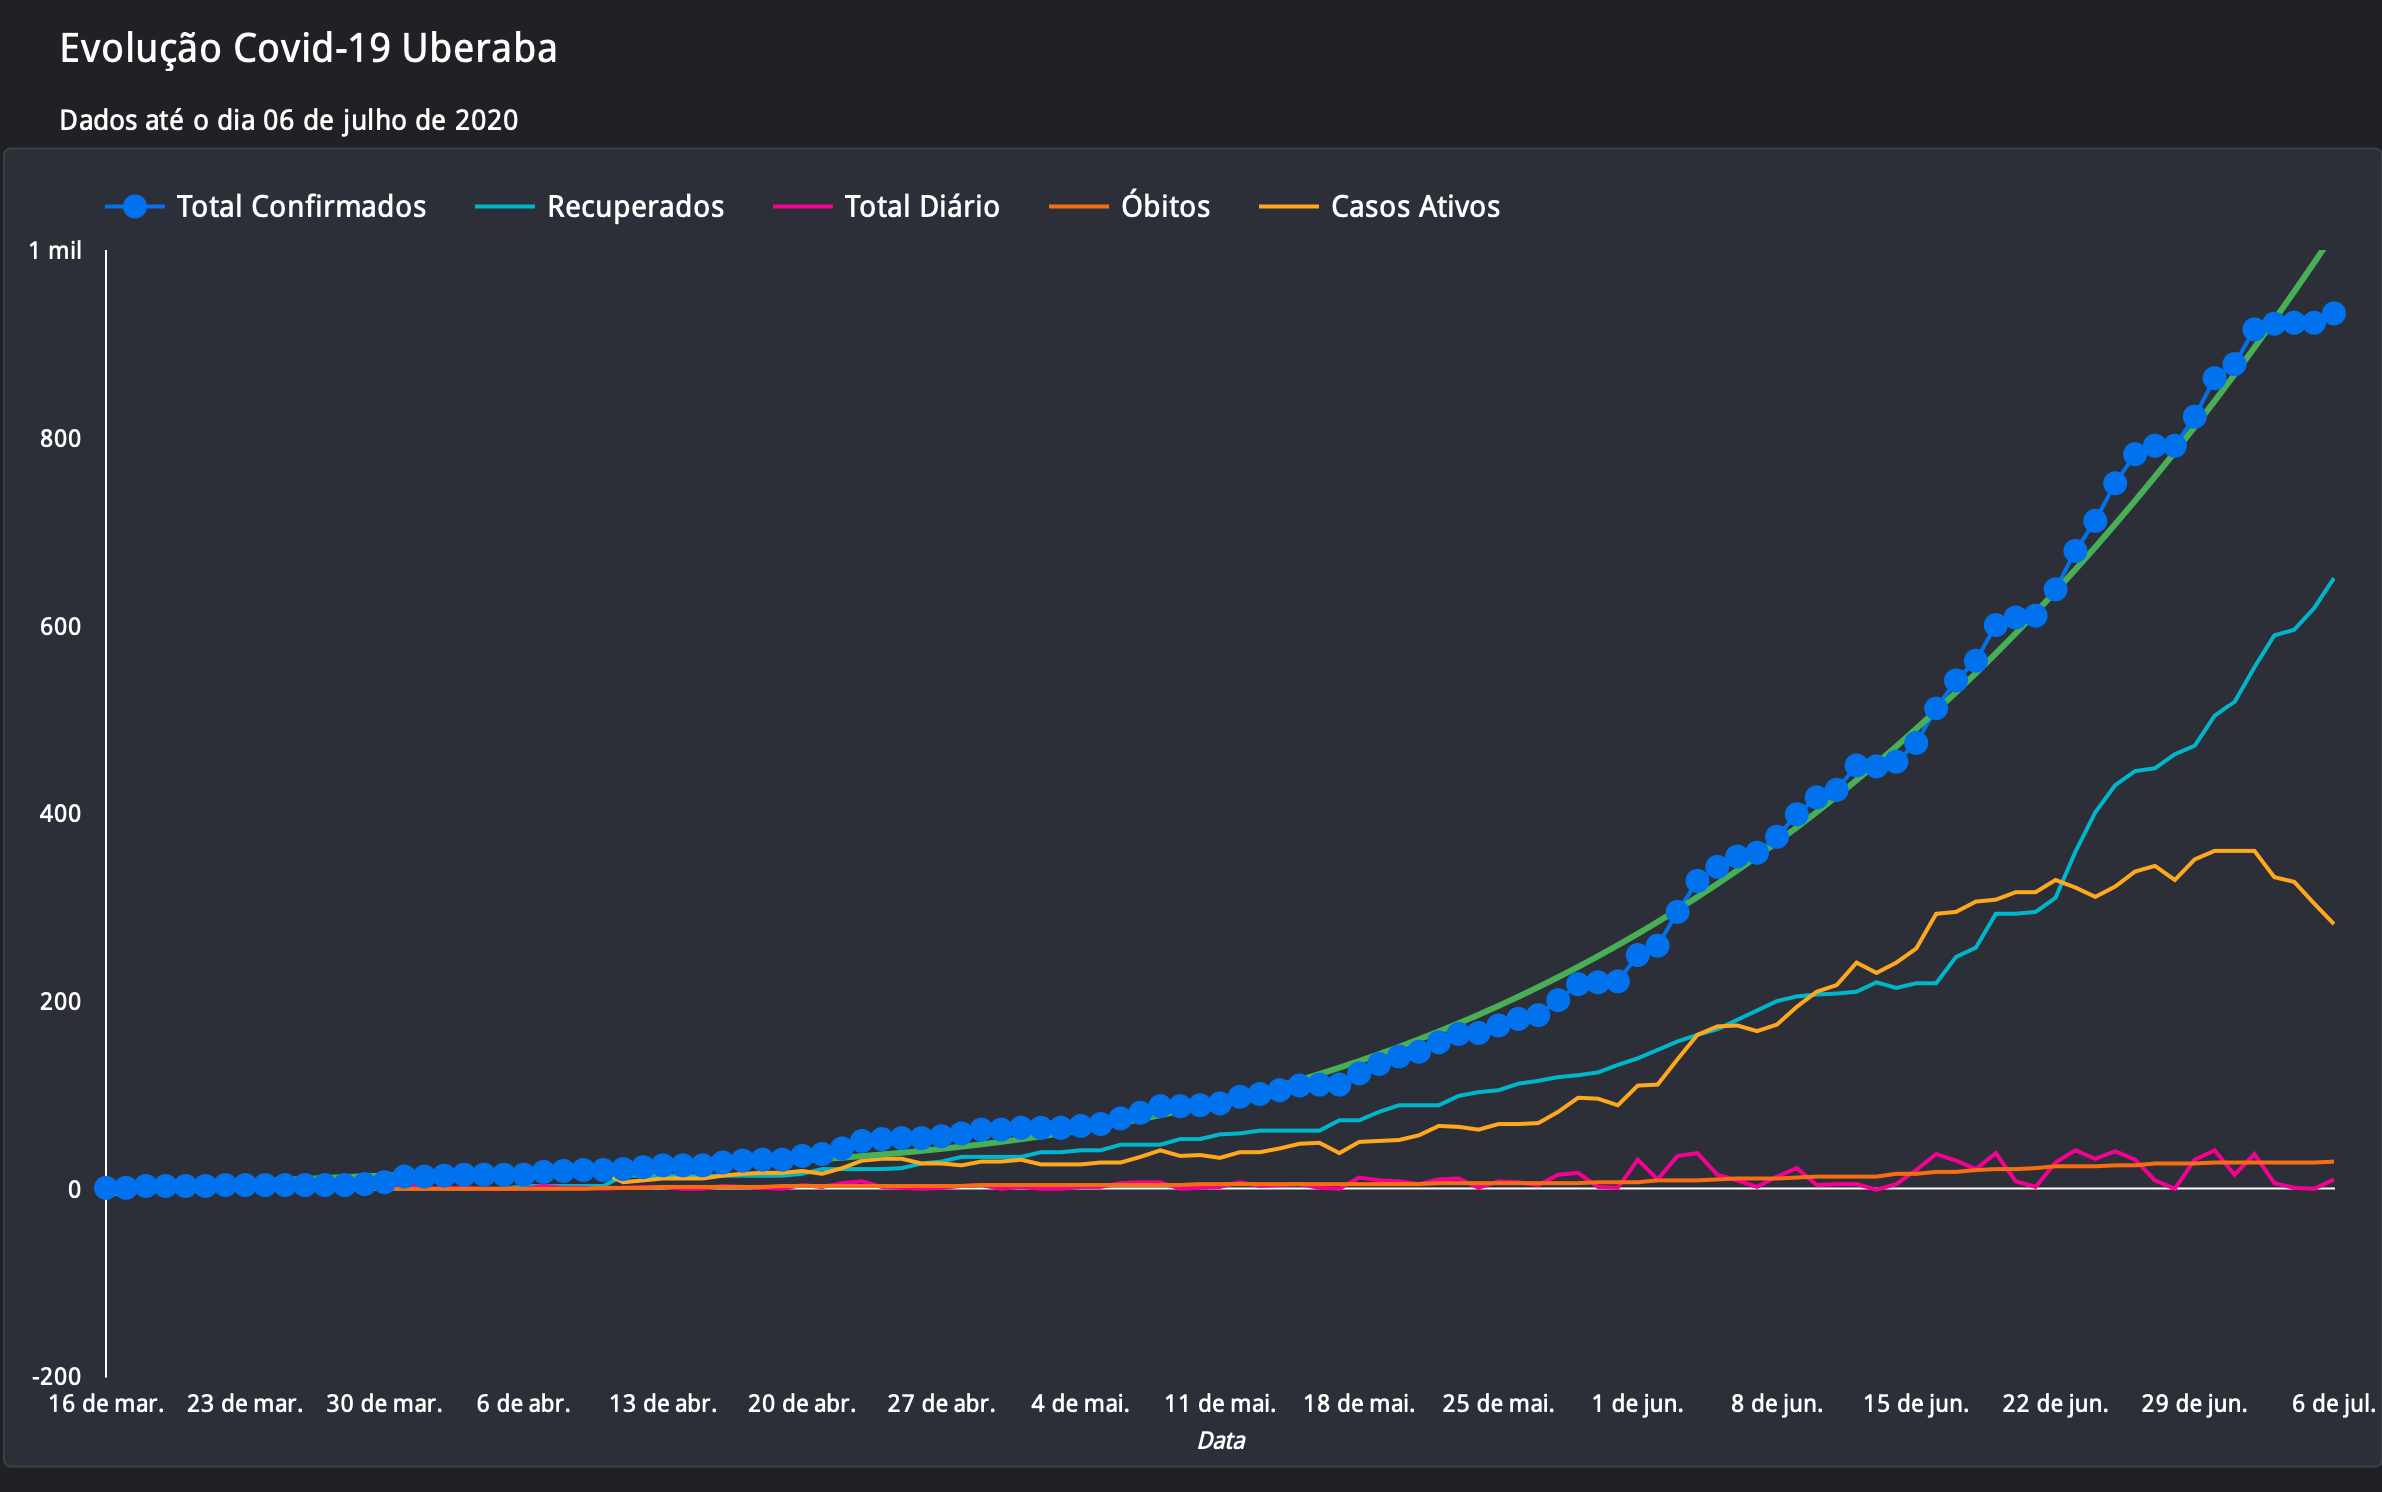 Evolução Covid-19 Uberaba
Dados até o dia 06 de julho de 2020
Total Confirmados Recuperados Total Diário Óbitos Casos Ativos
1 mil
800
600
400
200
0
-200
16 de mar. 23 de mar. 30 de mar. 6 de abr. 13 de abr. 20 de abr. 27 de abr. 4 de mai. 11 de mai. 18 de mai. 25 de mai. 1 de jun. 8 de jun. 15 de jun. 22 de jun. 29 de jun. 6 de jul.
Data